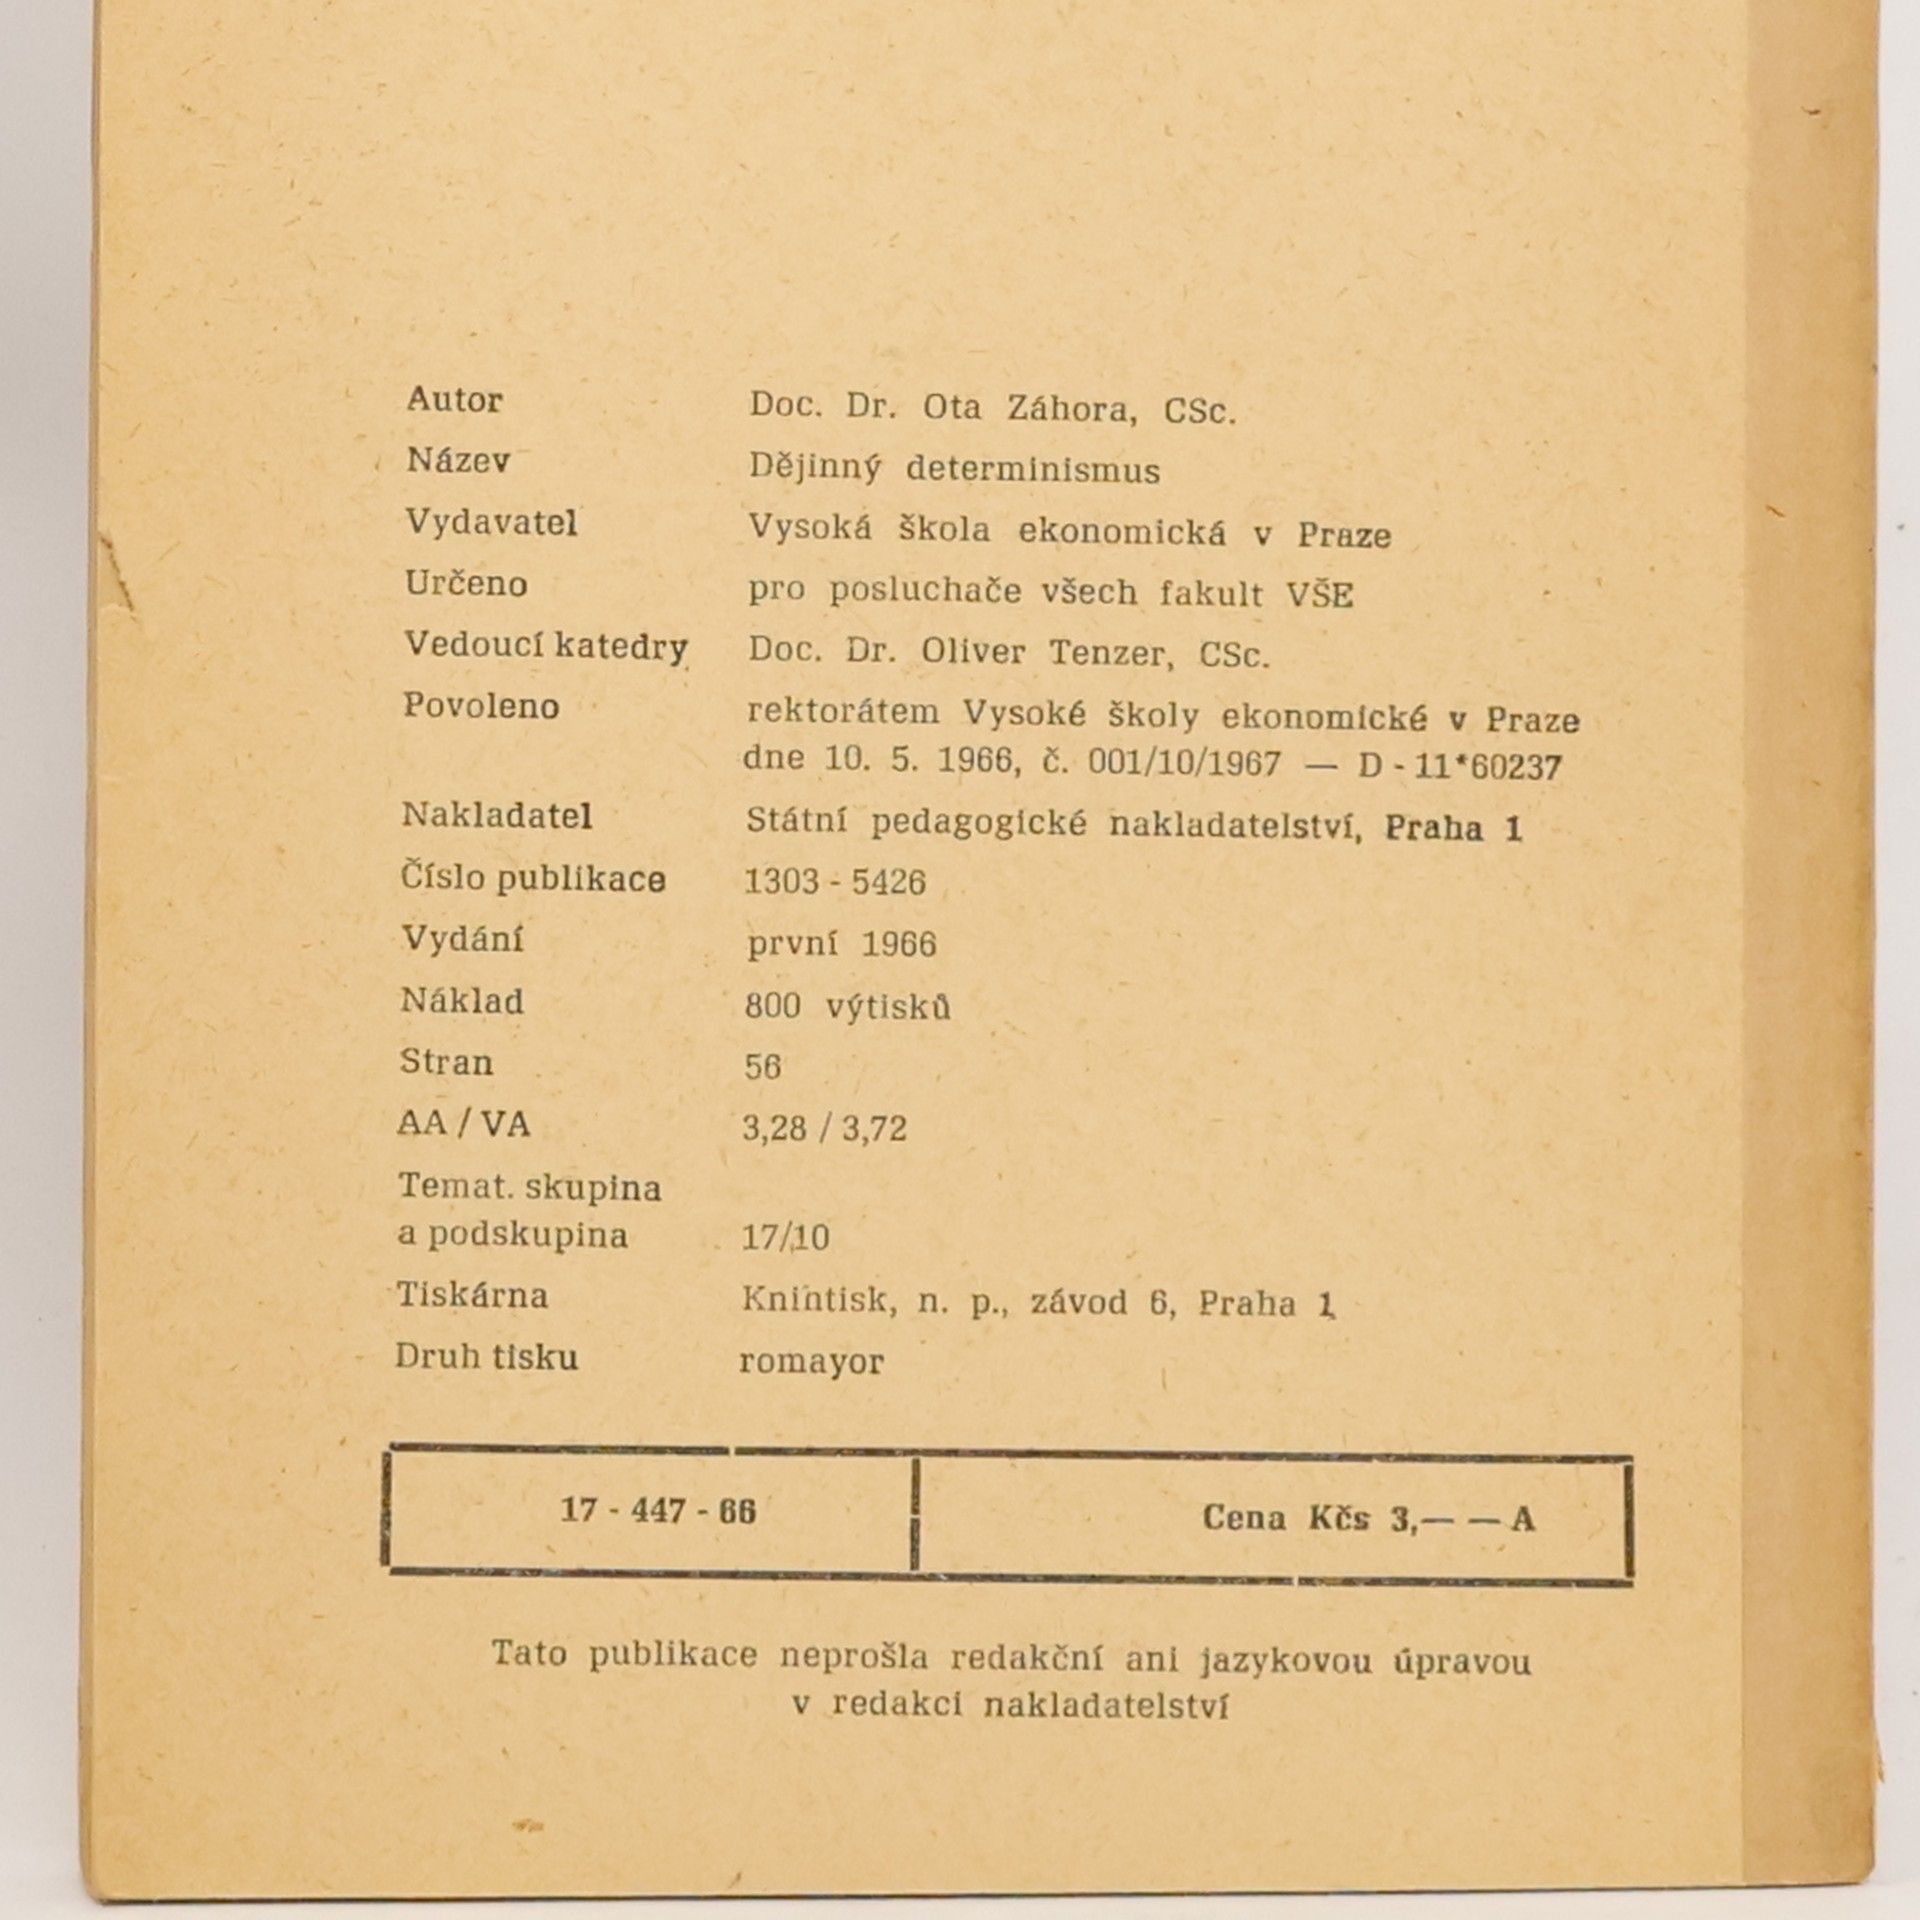 Autor Doc. Dr. Ota Záhora, CSc.
Název Dějinný determinismus
Vydavatel Vysoká škola ekonomická v Praze
Určeno pro posluchače všech fakult VŠE
Vedoucí katedry Doc. Dr. Oliver Tenzer, CSc.
Povoleno rektorátem Vysoké školy ekonomické v Praze
dne 10. 5. 1966, č. 001/10/1967 — D - 11*60237
Nakladatel Státní pedagogické nakladatelství, Praha 1
Číslo publikace 1303 - 5426
Vydání první 1966
Náklad 800 výtisků
Stran 56
AA / VA 3,28 / 3,72
Temat. skupina
a podskupina 17/10
Tiskárna Knihtisk, n. p., závod 6, Praha 1
Druh tisku romayor
17 - 447 - 66 Cena Kčs 3,— — A
Tato publikace neprošla redakční ani jazykovou úpravou
v redakci nakladatelství